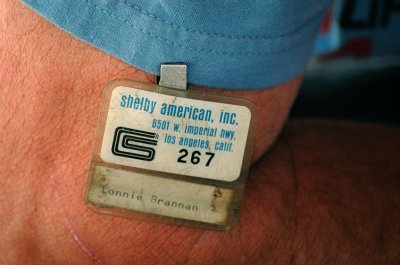 shelby american, inc.
6501 w. imperial hwy.
los angeles, calif.
267
Lonnie Brannan